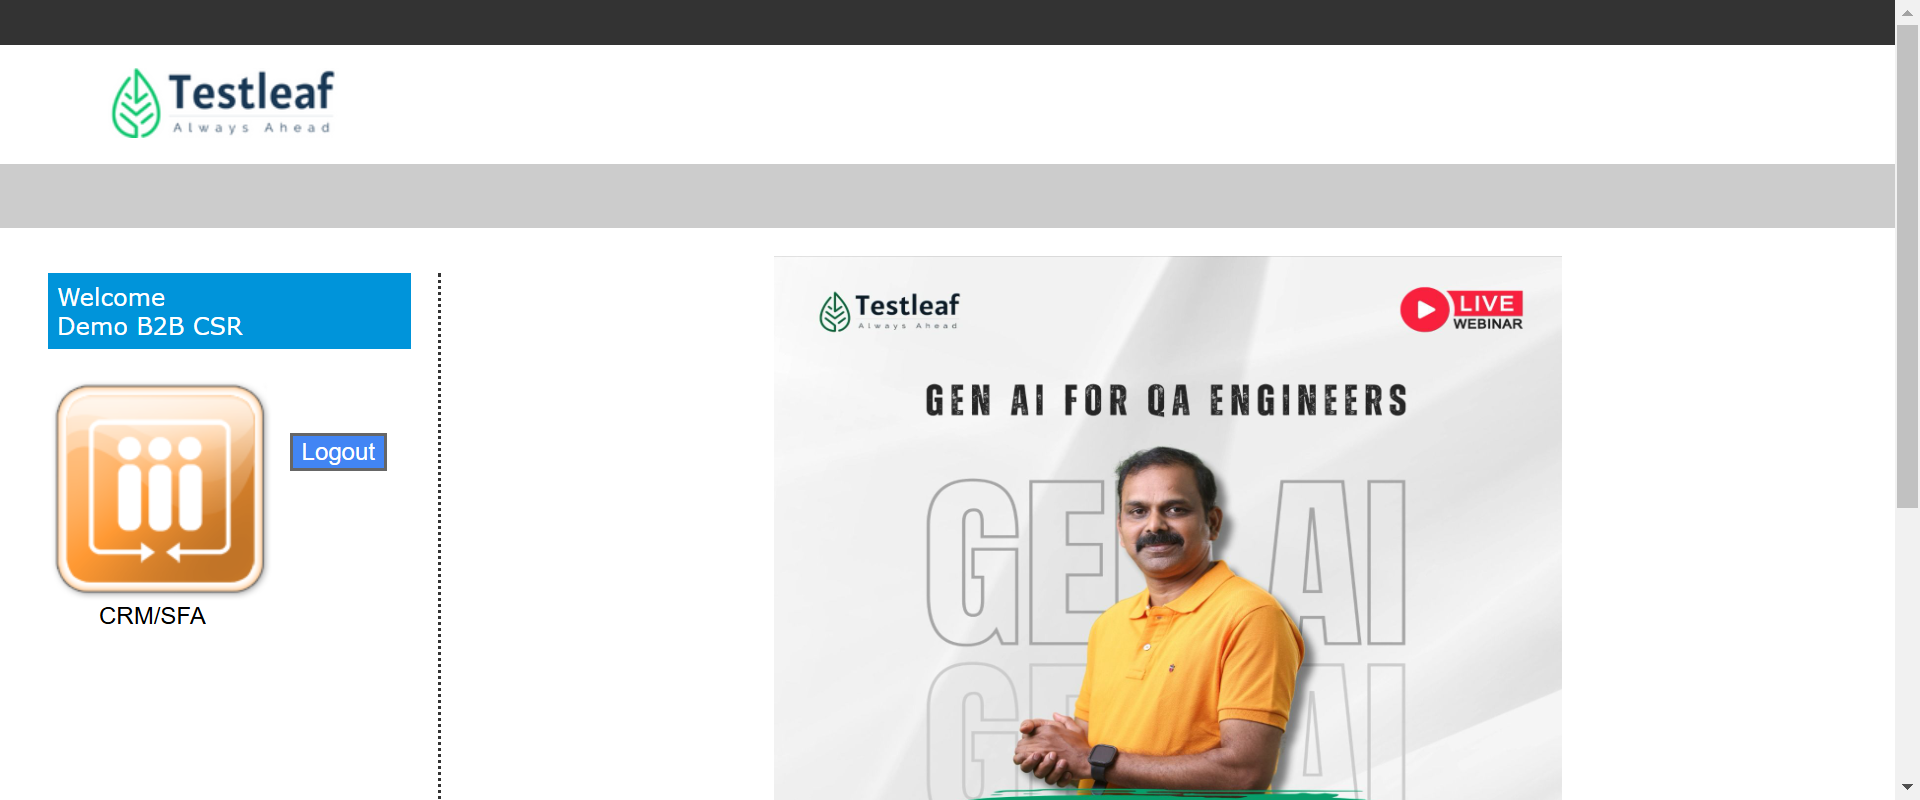 Testleaf
Always Ahead
Welcome
Demo B2B CSR
Logout
CRM/SFA
Testleaf
Always Ahead
LIVE
WEBINAR
GEN AI FOR QA ENGINEERS
GEN AI
GEN AI